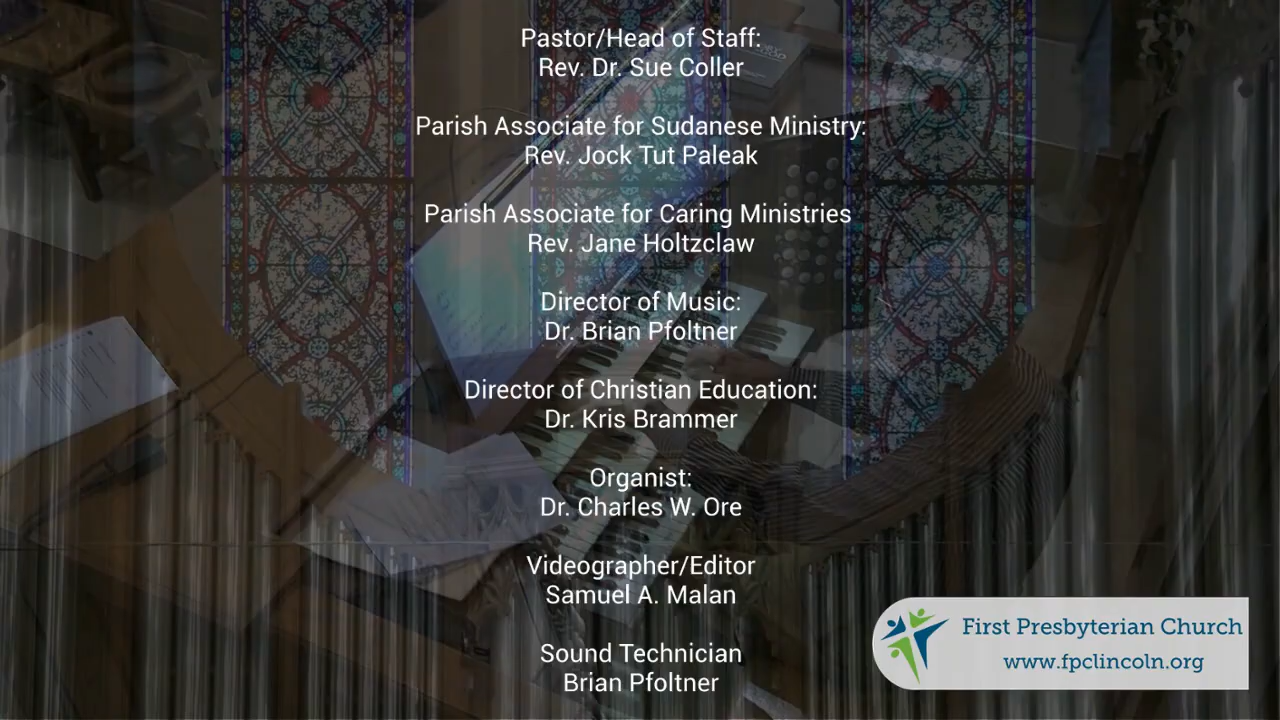 Pastor/Head of Staff:
Rev. Dr. Sue Coller
Parish Associate for Sudanese Ministry:
Rev. Jock Tut Paleak
Parish Associate for Caring Ministries
Rev. Jane Holtzclaw
Director of Music:
Dr. Brian Pfoltner
Director of Christian Education:
Dr. Kris Brammer
Organist:
Dr. Charles W. Ore
Videographer/Editor
Samuel A. Malan
Sound Technician
Brian Pfoltner
First Presbyterian Church
www.fpclincoln.org